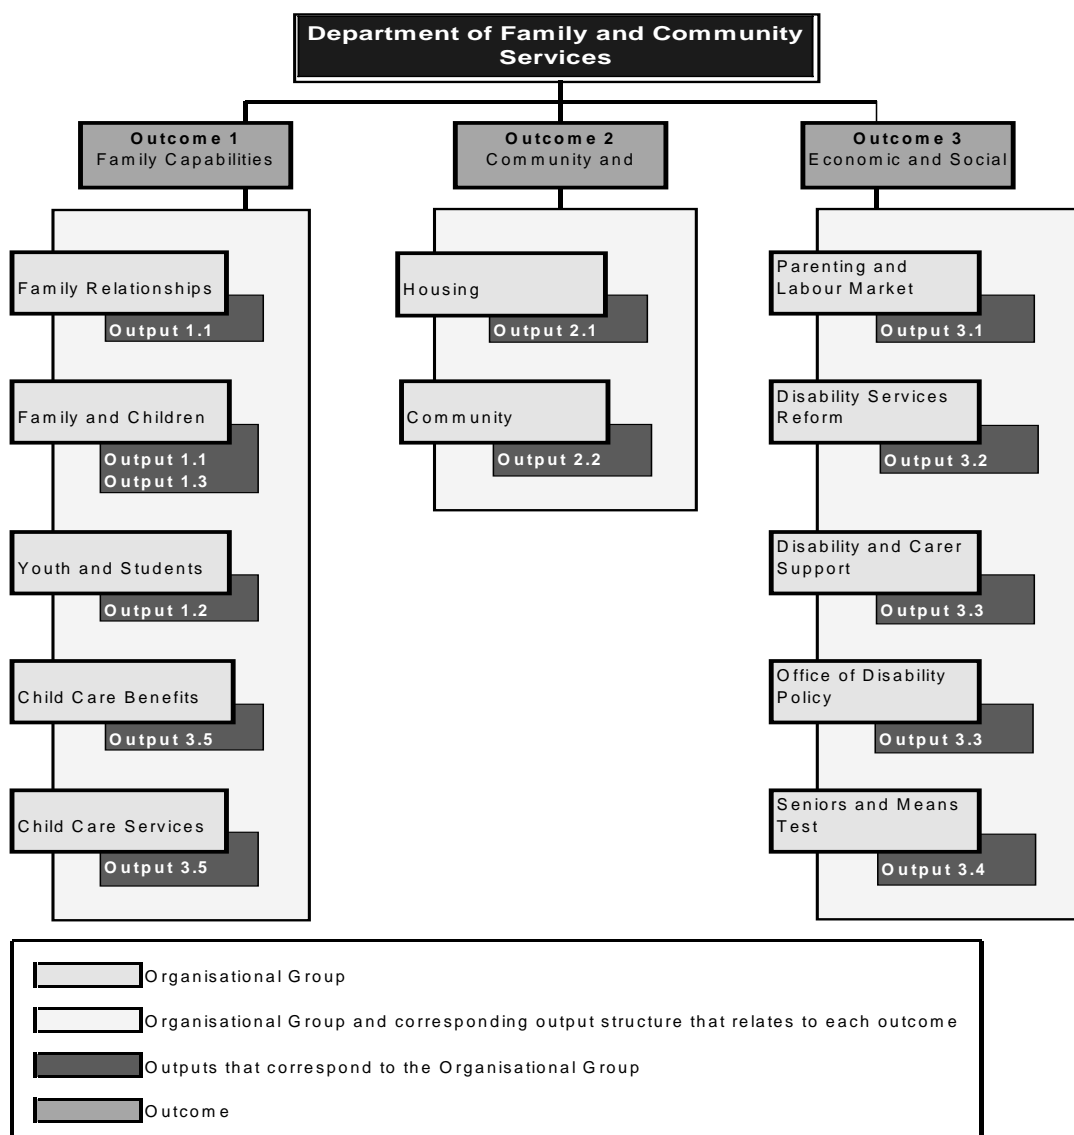 Department of Family and Community
Services
Outcome 1
Family Capabilities
Outcome 2
Community and
Outcome 3
Economic and Social
Family Relationships
Output 1.1
Family and Children
Output 1.1
Output 1.3
Youth and Students
Output 1.2
Child Care Benefits
Output 3.5
Child Care Services
Output 3.5
Housing
Output 2.1
Community
Output 2.2
Parenting and
Labour Market
Output 3.1
Disability Services
Reform
Output 3.2
Disability and Carer
Support
Output 3.3
Office of Disability
Policy
Output 3.3
Seniors and Means
Test
Output 3.4
Organisational Group
Organisational Group and corresponding output structure that relates to each outcome
Outputs that correspond to the Organisational Group
Outcome